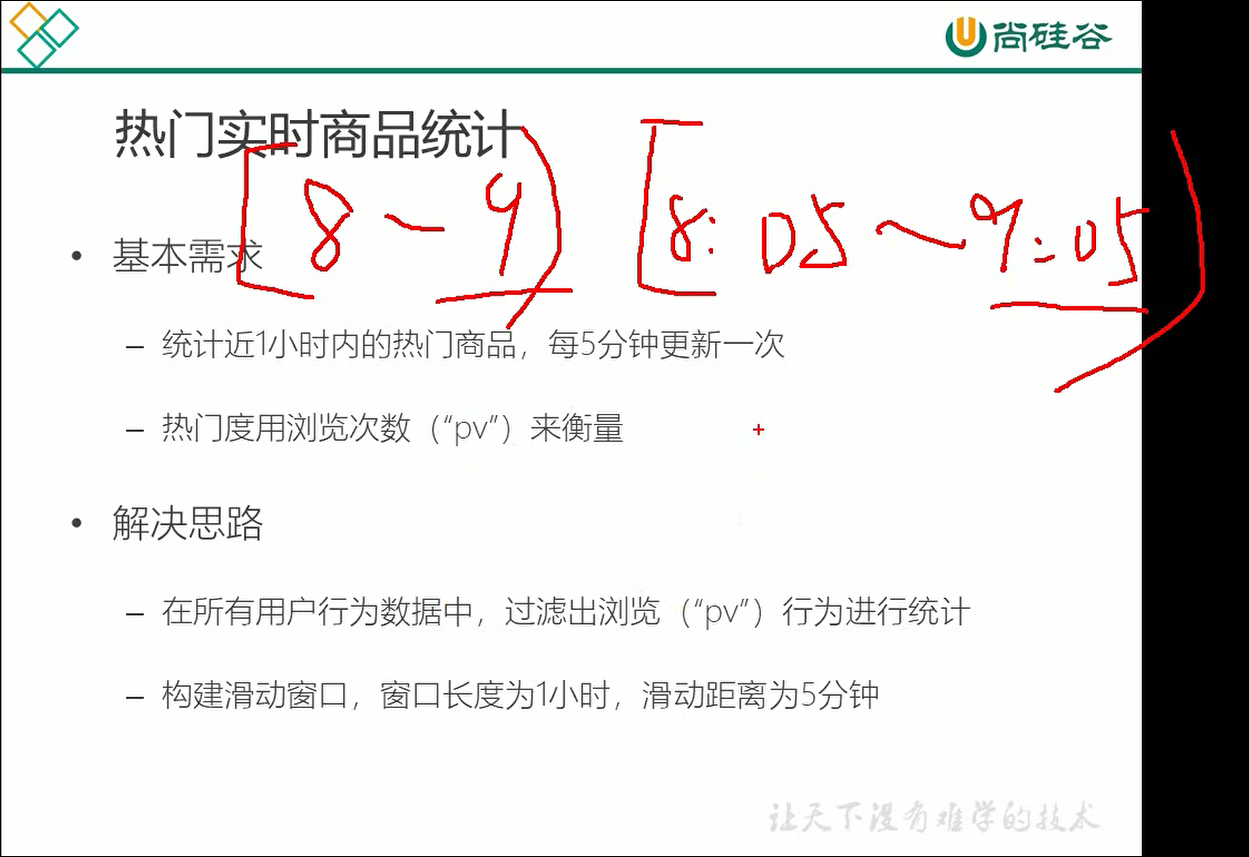 尚硅谷
热门实时商品统计
[8～9) [8:05～9:05)
• 基本需求
– 统计近1小时内的热门商品，每5分钟更新一次
– 热门度用浏览次数（“pv”）来衡量
• 解决思路
– 在所有用户行为数据中，过滤出浏览（“pv”）行为进行统计
– 构建滑动窗口，窗口长度为1小时，滑动距离为5分钟
让天下没有难学的技术